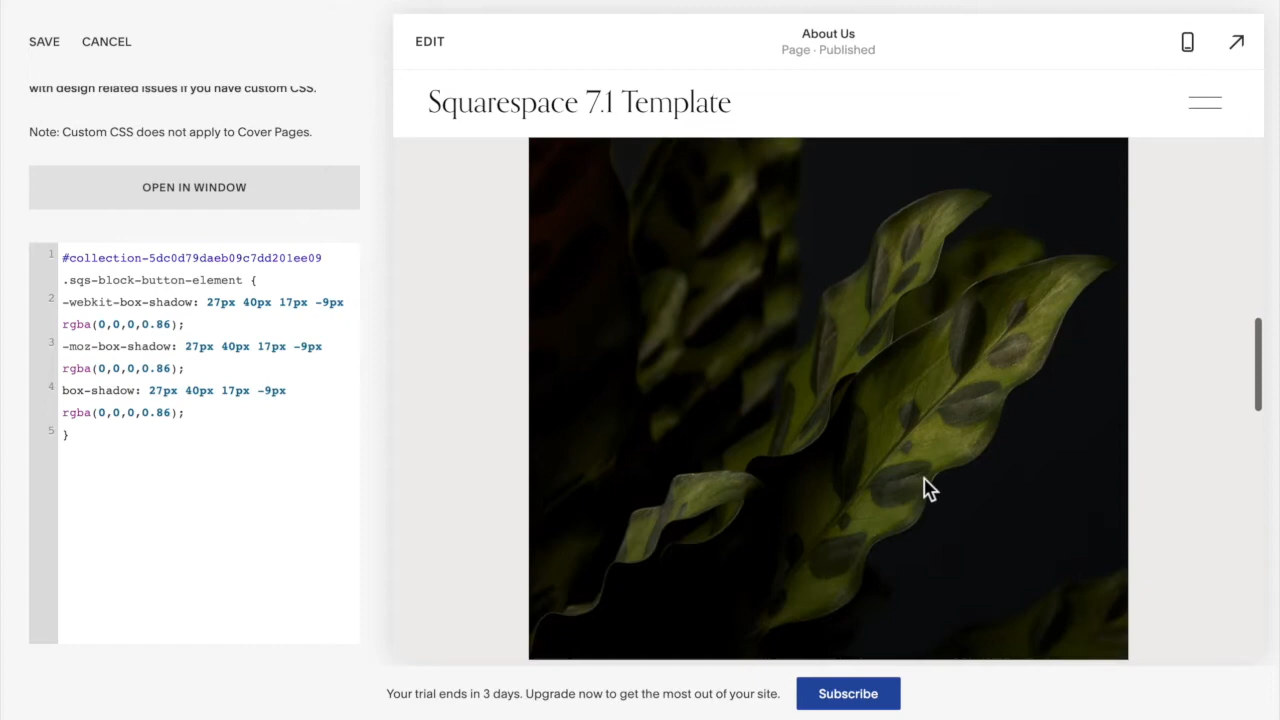 SAVE CANCEL
with design related issues if you have custom CSS.
Note: Custom CSS does not apply to Cover Pages.
OPEN IN WINDOW
1 #collection-5dc0d79daeb09c7dd201ee09
.sqs-block-button-element {
2 -webkit-box-shadow: 27px 40px 17px -9px
rgba(0,0,0,0.86);
3 -moz-box-shadow: 27px 40px 17px -9px
rgba(0,0,0,0.86);
4 box-shadow: 27px 40px 17px -9px
rgba(0,0,0,0.86);
5 }
EDIT
About Us
Page · Published
Squarespace 7.1 Template
Your trial ends in 3 days. Upgrade now to get the most out of your site.
Subscribe